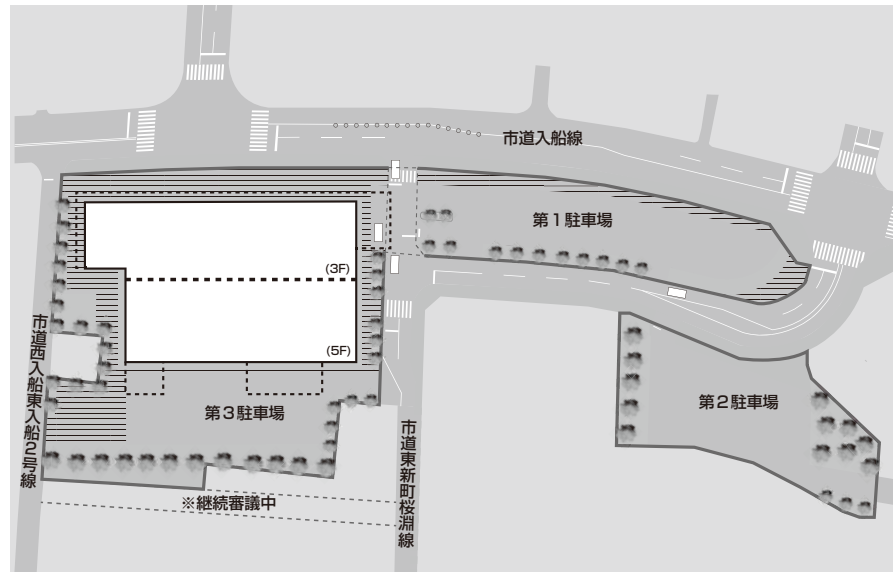 市道入船線
第1駐車場
(3F)
(5F)
市道西入船東入船2号線
第3駐車場
第2駐車場
市道東新町桜淵線
※継続審議中